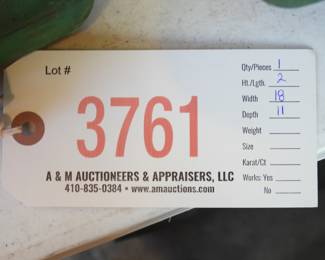 Lot #
3761
A & M AUCTIONEERS & APPRAISERS, LLC
410-835-0384 • www.amauctions.com
Qty/Pieces 1
Ht./Lgth. 2
Width 18
Depth 11
Weight
Size
Karat/Ct
Works: Yes
No